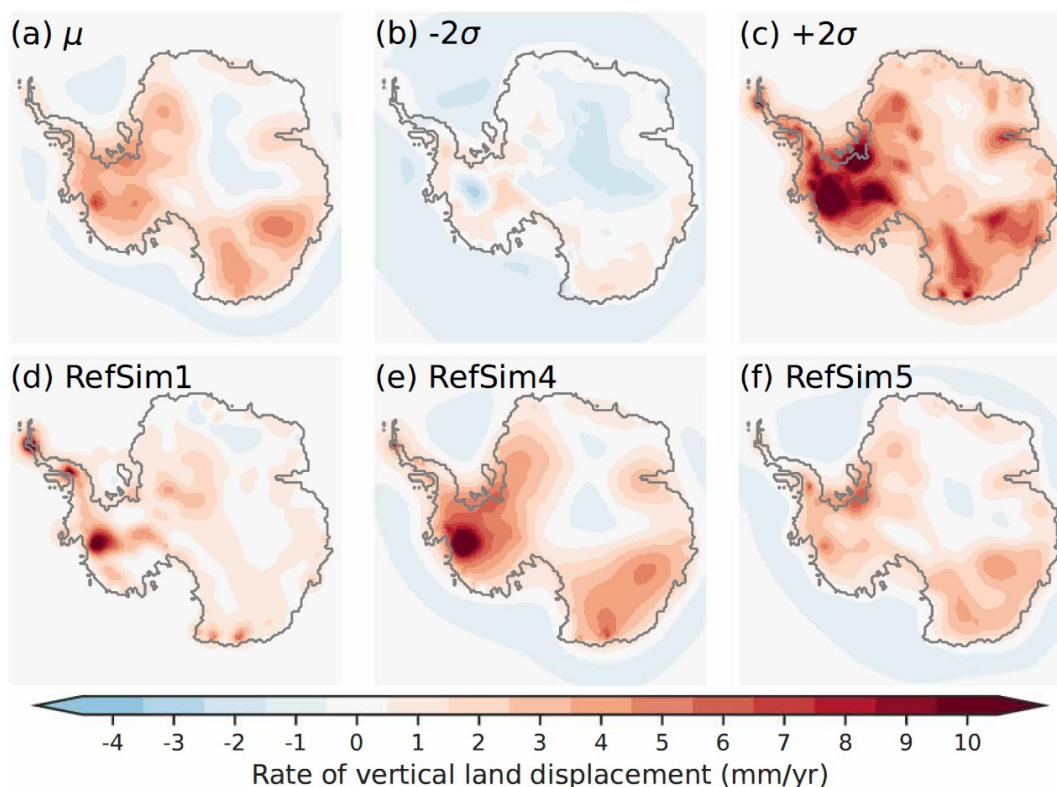 (a) μ (b) -2σ (c) +2σ
(d) RefSim1 (e) RefSim4 (f) RefSim5
-4 -3 -2 -1 0 1 2 3 4 5 6 7 8 9 10
Rate of vertical land displacement (mm/yr)